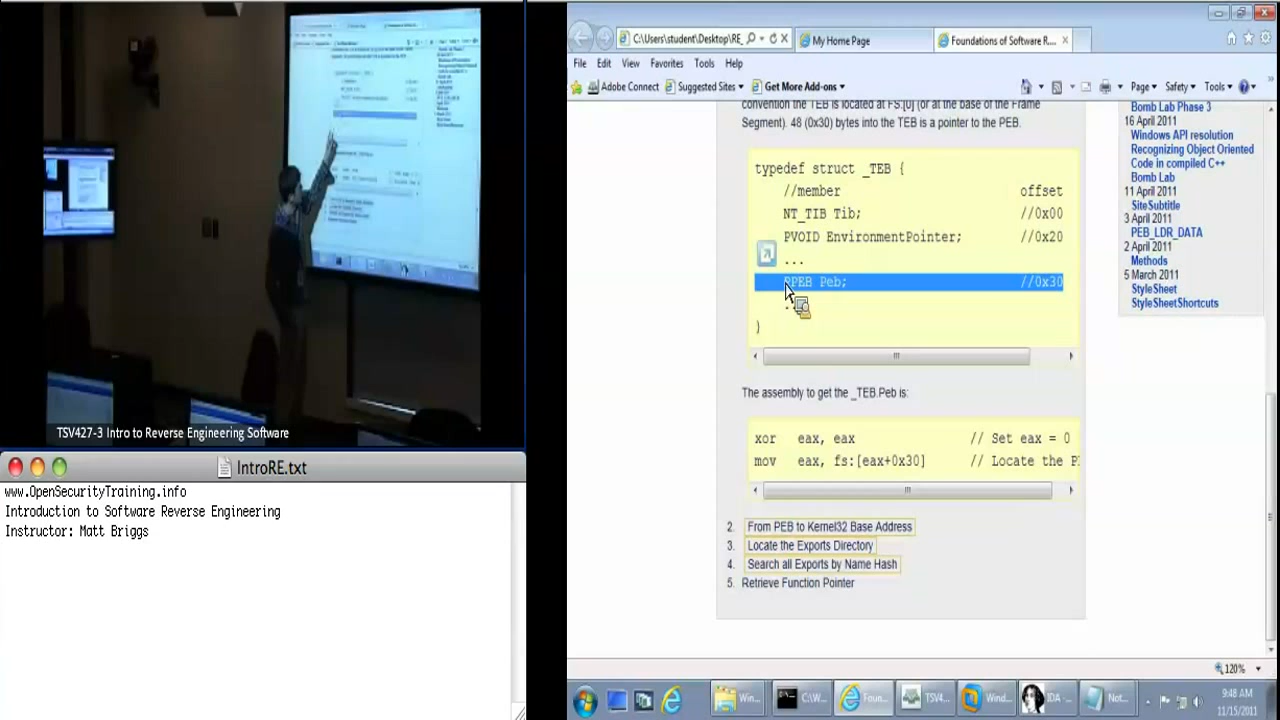 TSV427-3 Intro to Reverse Engineering Software
IntroRE.txt
www.OpenSecurityTraining.info
Introduction to Software Reverse Engineering
Instructor: Matt Briggs
C:\Users\student\Desktop\RE_
My Home Page
Foundations of Software R...
File Edit View Favorites Tools Help
Adobe Connect Suggested Sites Get More Add-ons Page Safety Tools
convention the TEB is located at FS:[0] (or at the base of the Frame
Segment). 48 (0x30) bytes into the TEB is a pointer to the PEB.
typedef struct _TEB {
//member offset
NT_TIB Tib; //0x00
PVOID EnvironmentPointer; //0x20
...
PPEB Peb; //0x30
}
The assembly to get the _TEB.Peb is:
xor eax, eax // Set eax = 0
mov eax, fs:[eax+0x30] // Locate the P
2. From PEB to Kernel32 Base Address
3. Locate the Exports Directory
4. Search all Exports by Name Hash
5. Retrieve Function Pointer
Bomb Lab Phase 3
16 April 2011
Windows API resolution
Recognizing Object Oriented
Code in compiled C++
Bomb Lab
11 April 2011
SiteSubtitle
3 April 2011
PEB_LDR_DATA
2 April 2011
Methods
5 March 2011
StyleSheet
StyleSheetShortcuts
120%
Win...
C:\W...
Foun...
TSV4...
Wind...
IDA -...
Not...
9:48 AM
11/15/2011